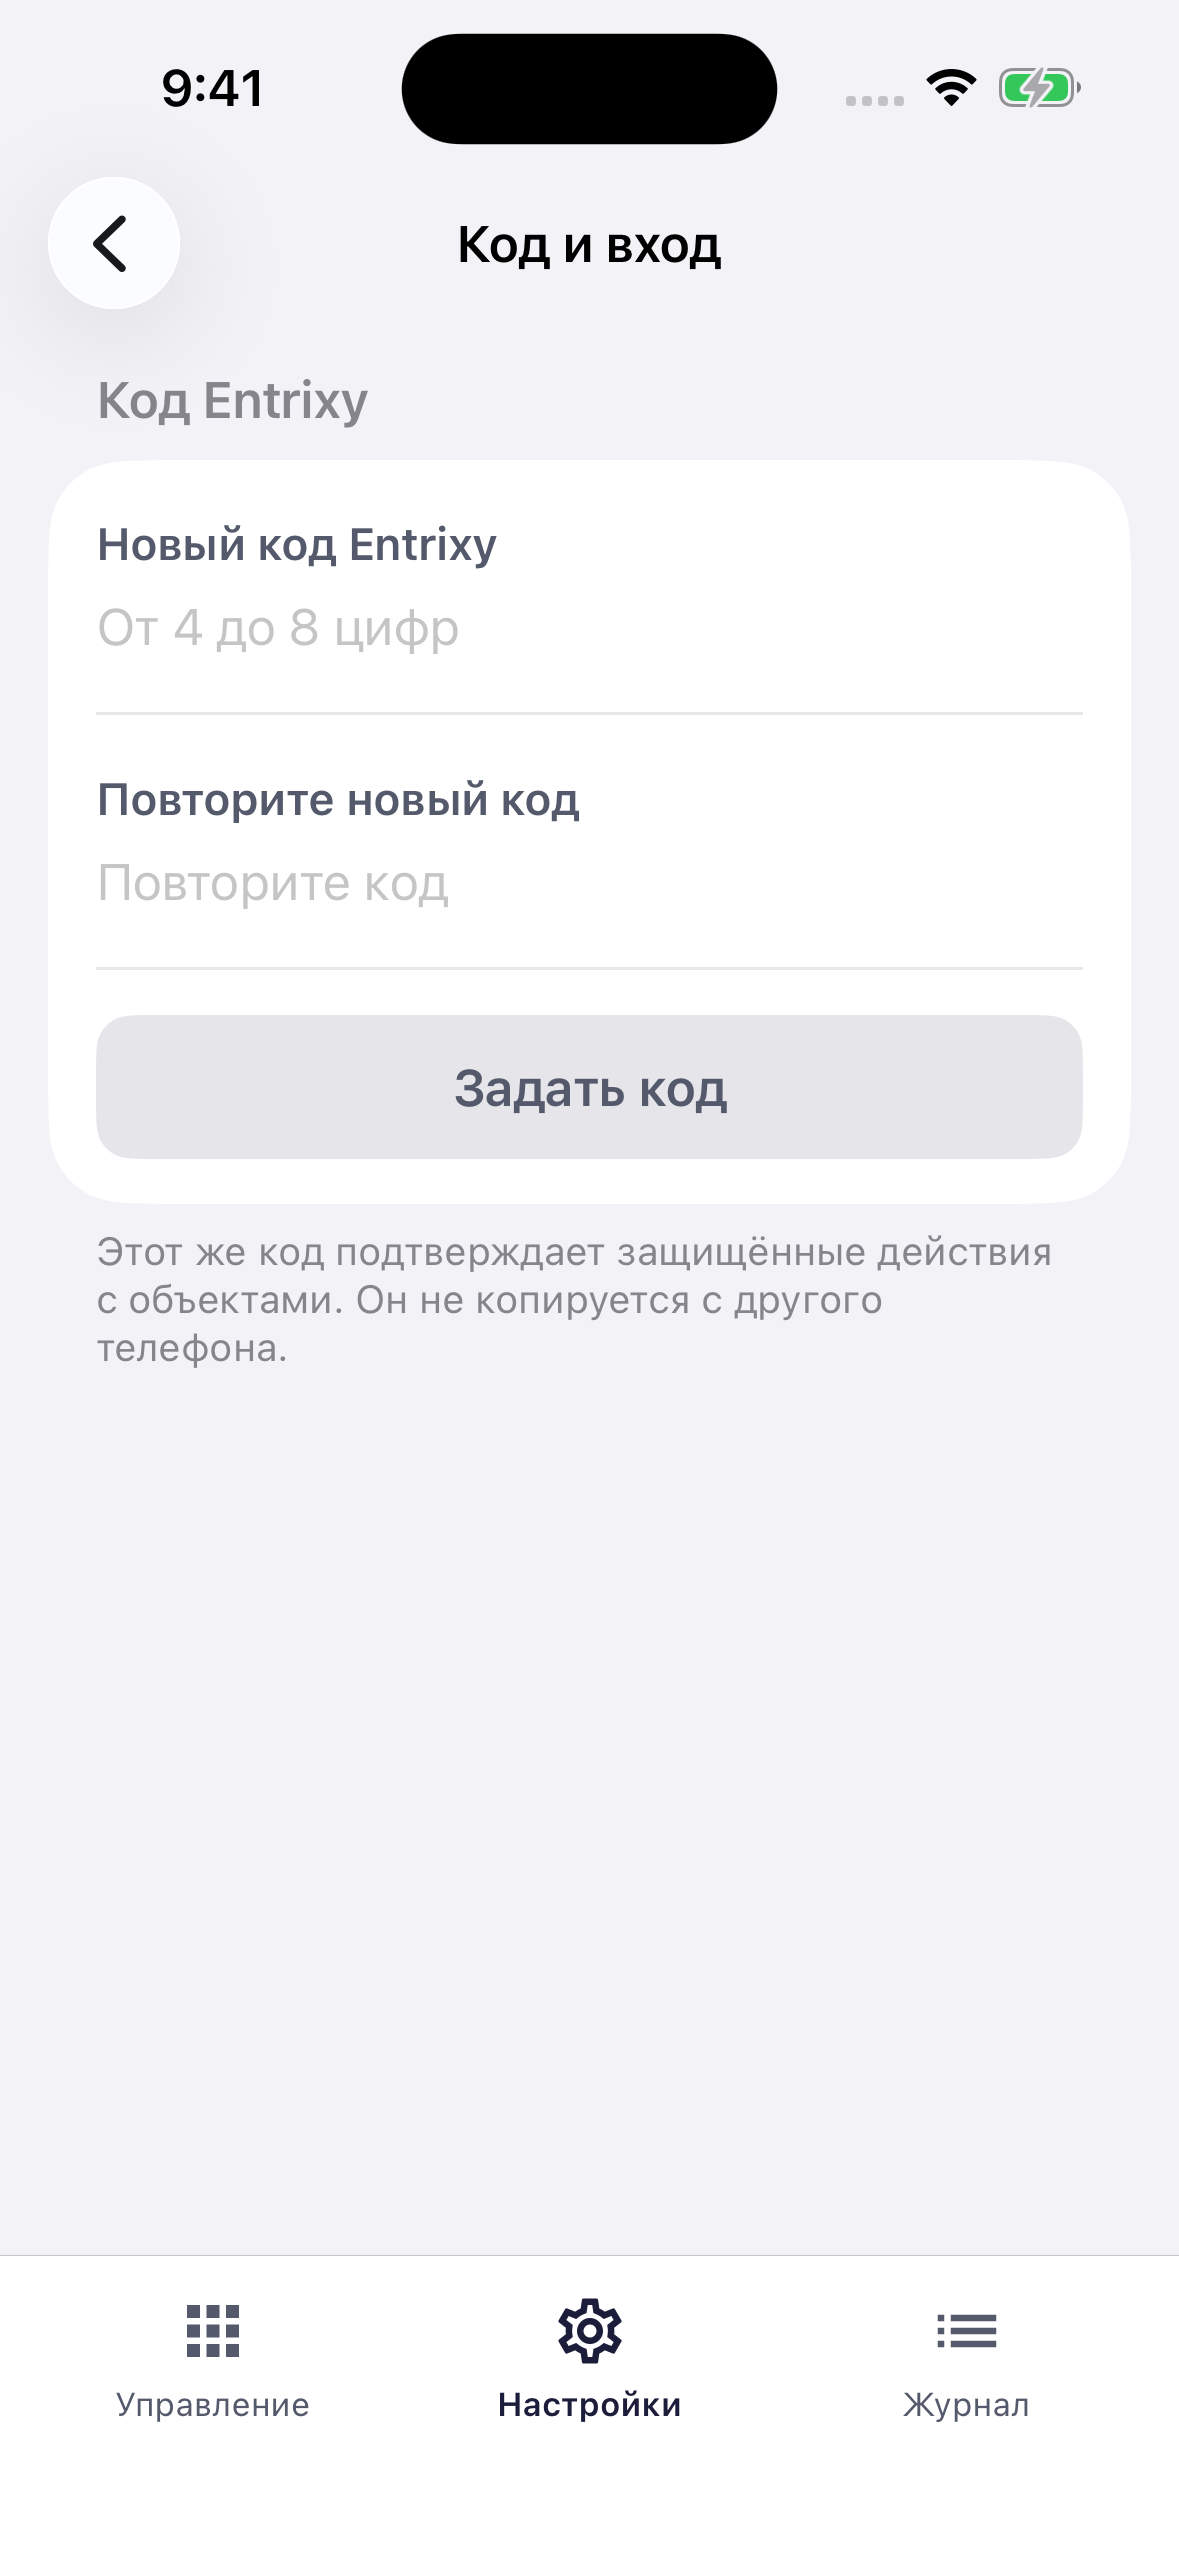 9:41
Код и вход
Код Entrixy
Новый код Entrixy
От 4 до 8 цифр
Повторите новый код
Повторите код
Задать код
Этот же код подтверждает защищённые действия
с объектами. Он не копируется с другого
телефона.
Управление
Настройки
Журнал